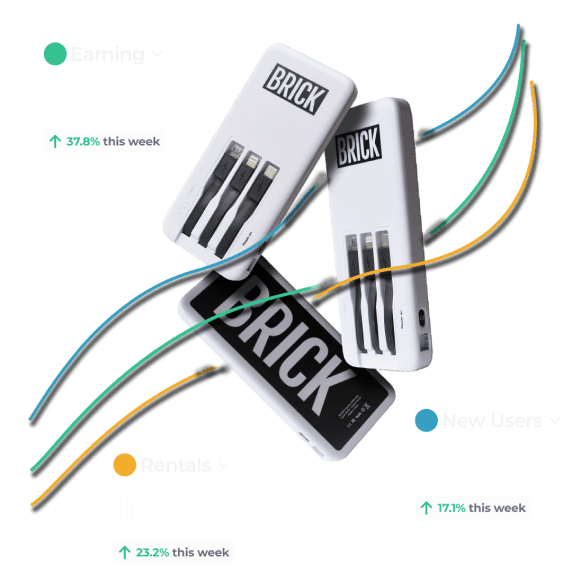 Earning
37.8% this week
BRICK
BRICK
BRICK
New Users
17.1% this week
Rentals
23.2% this week